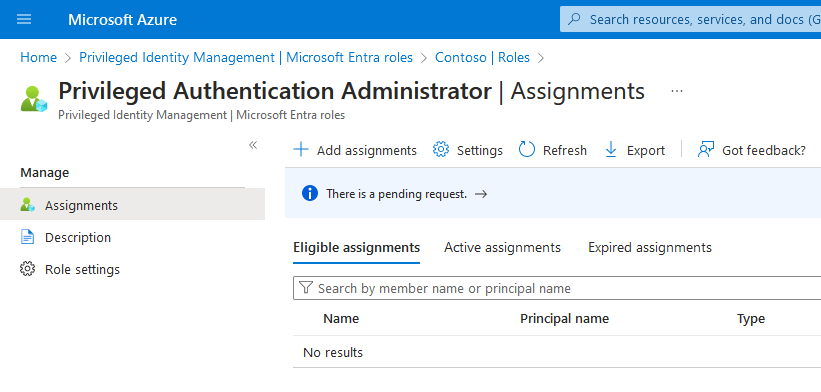 Microsoft Azure
Search resources, services, and docs (G
Home > Privileged Identity Management | Microsoft Entra roles > Contoso | Roles >
Privileged Authentication Administrator | Assignments ...
Privileged Identity Management | Microsoft Entra roles
«
Add assignments Settings Refresh Export Got feedback?
Manage
Assignments
Description
Role settings
There is a pending request. →
Eligible assignments Active assignments Expired assignments
Search by member name or principal name
Name Principal name Type
No results